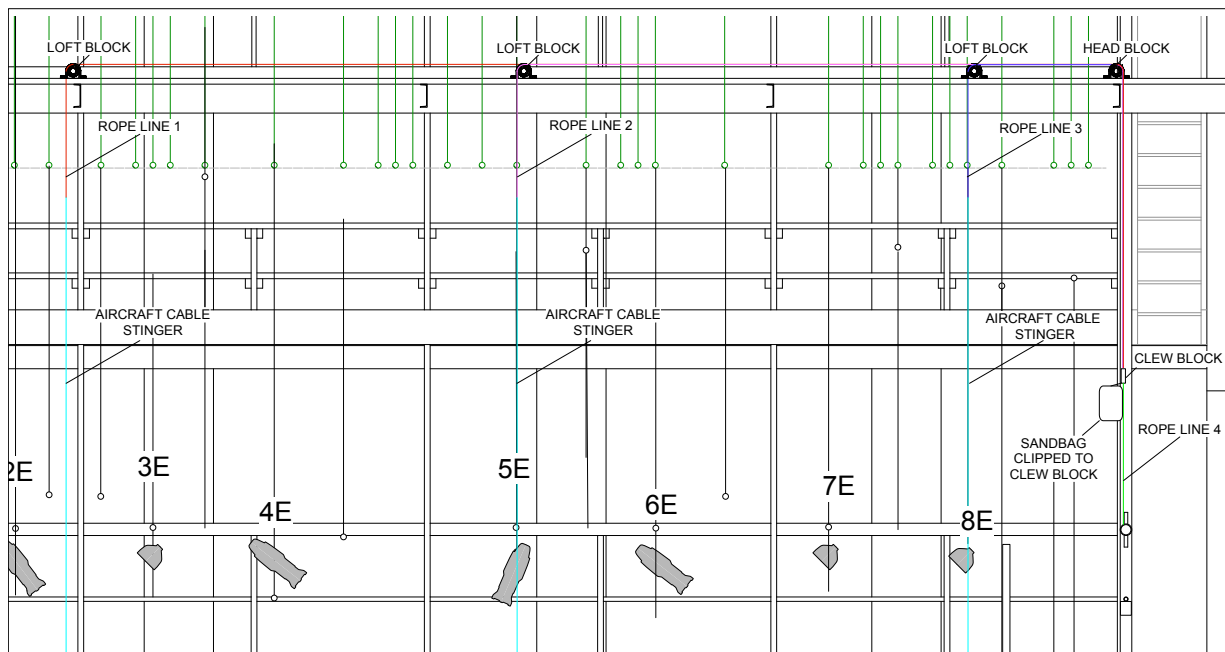 LOFT BLOCK
LOFT BLOCK
LOFT BLOCK
HEAD BLOCK
ROPE LINE 1
ROPE LINE 2
ROPE LINE 3
AIRCRAFT CABLE
STINGER
AIRCRAFT CABLE
STINGER
AIRCRAFT CABLE
STINGER
CLEW BLOCK
ROPE LINE 4
SANDBAG
CLIPPED TO
CLEW BLOCK
2E
3E
4E
5E
6E
7E
8E